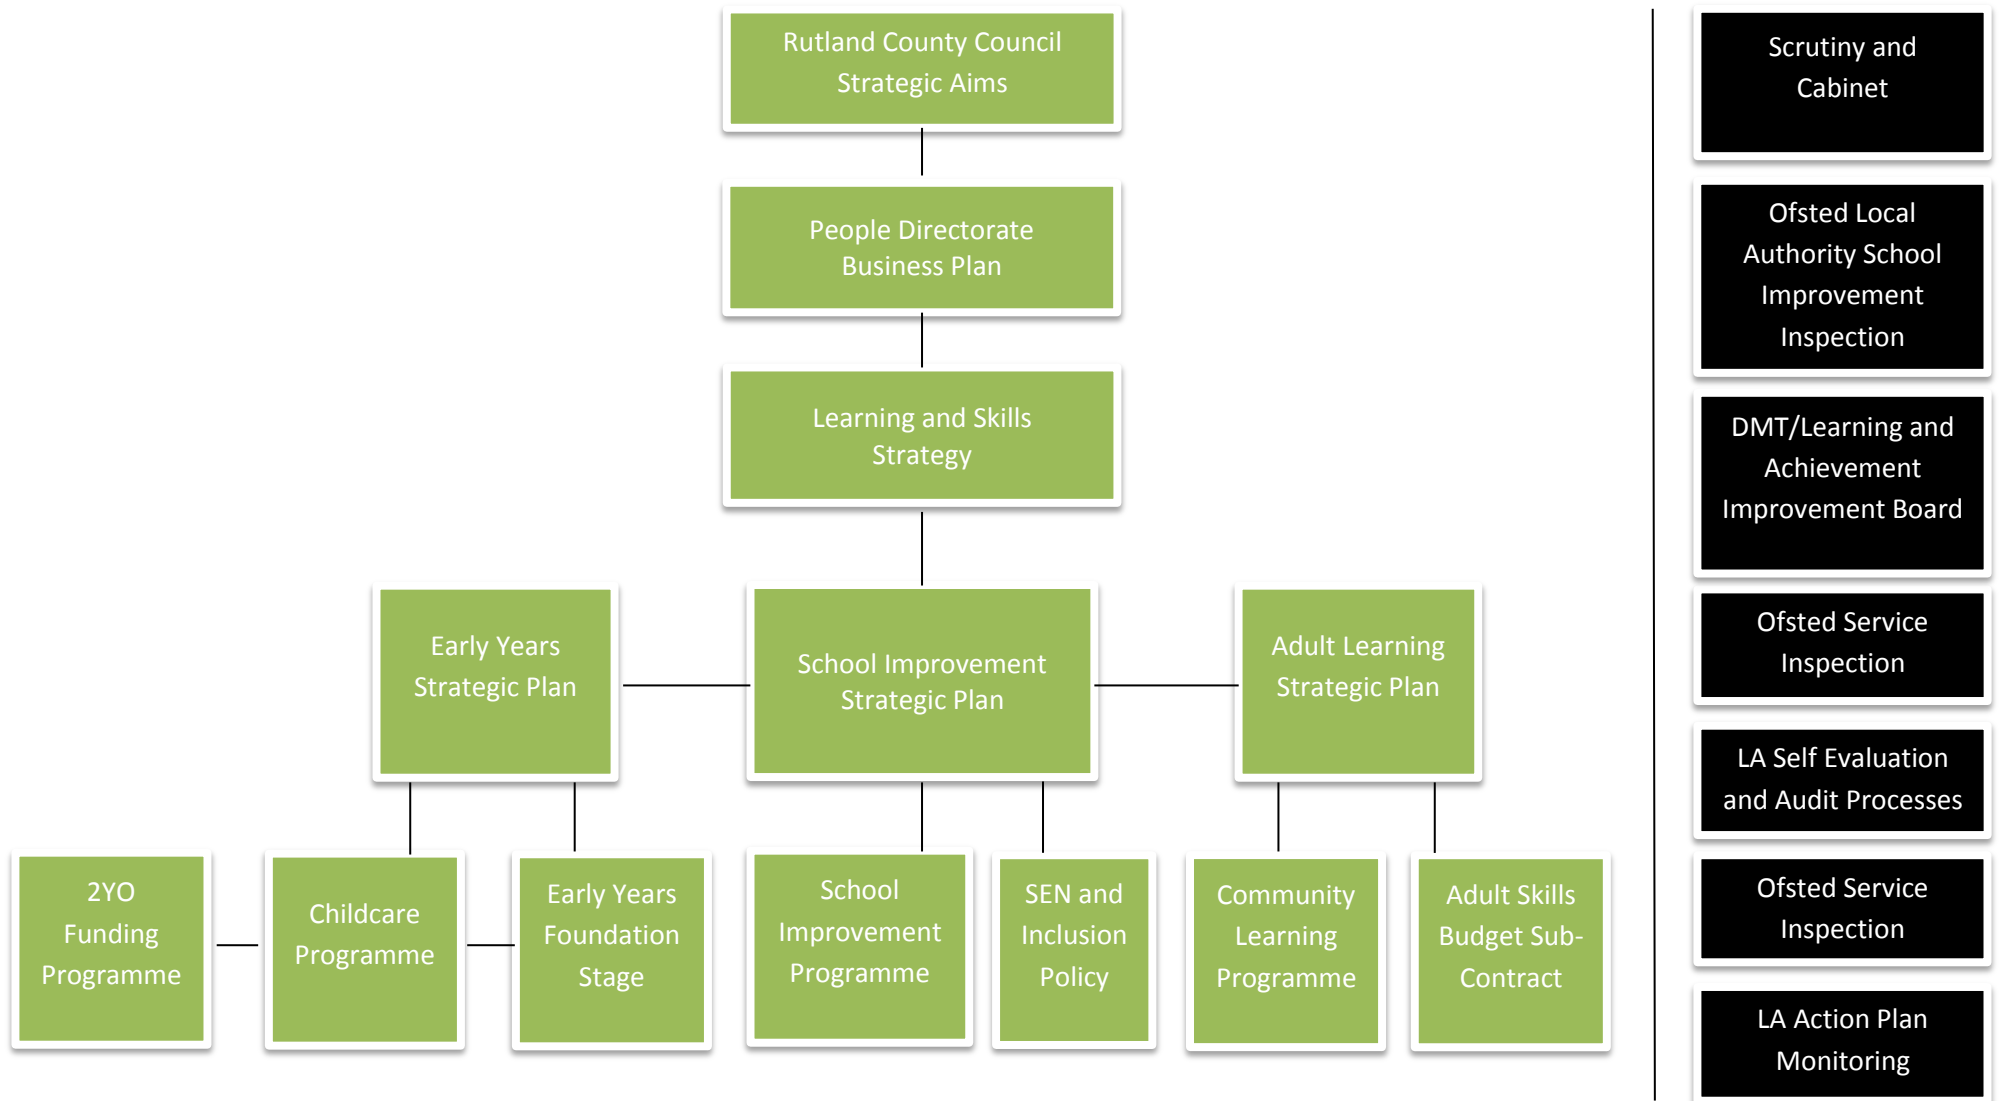 Rutland County Council
Strategic Aims
People Directorate
Business Plan
Learning and Skills
Strategy
Early Years
Strategic Plan
School Improvement
Strategic Plan
Adult Learning
Strategic Plan
2YO
Funding
Programme
Childcare
Programme
Early Years
Foundation
Stage
School
Improvement
Programme
SEN and
Inclusion
Policy
Community
Learning
Programme
Adult Skills
Budget Sub-
Contract
Scrutiny and
Cabinet
Ofsted Local
Authority School
Improvement
Inspection
DMT/Learning and
Achievement
Improvement Board
Ofsted Service
Inspection
LA Self Evaluation
and Audit Processes
Ofsted Service
Inspection
LA Action Plan
Monitoring